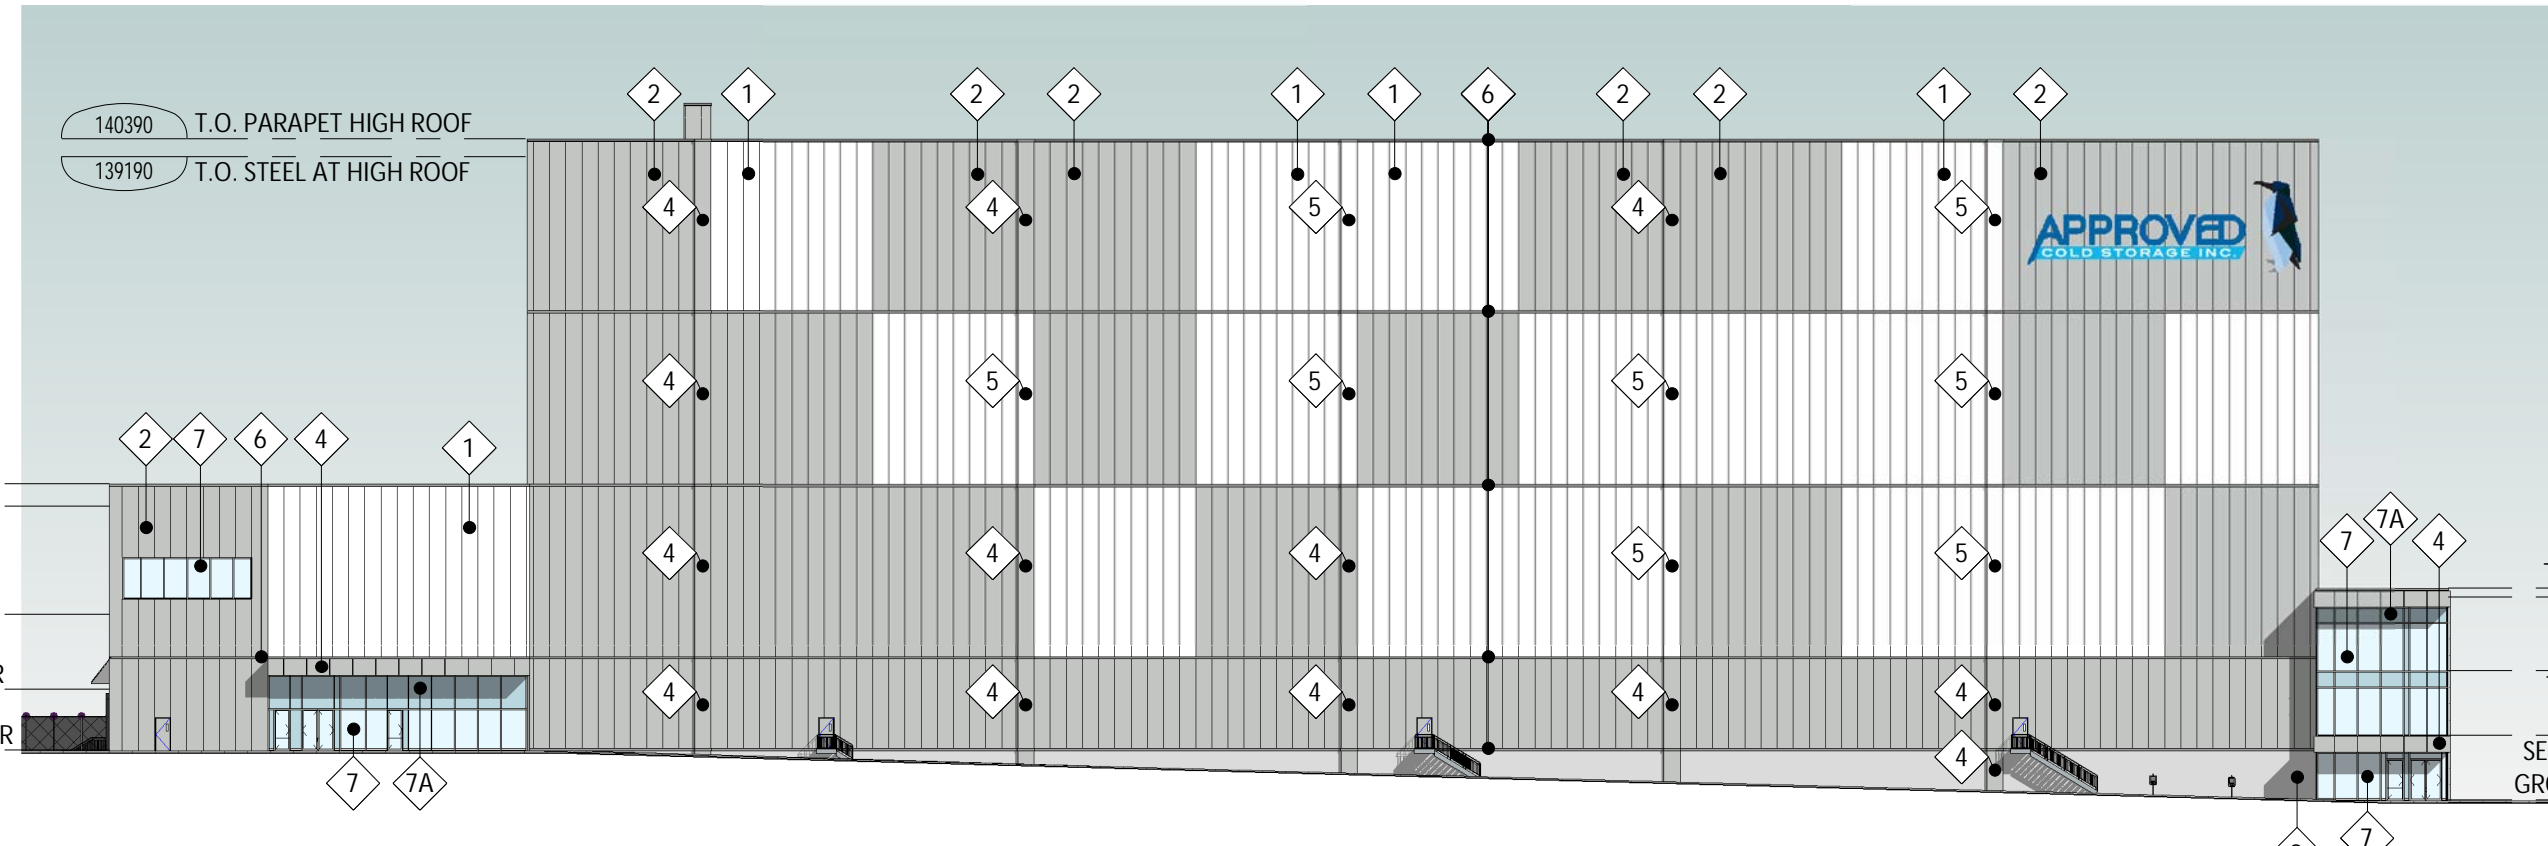 2 1 2 2 1 1 6 2 2 1 2
140390 T.O. PARAPET HIGH ROOF
139190 T.O. STEEL AT HIGH ROOF
4 4 5 4 5
APPROVED
COLD STORAGE INC.
4 5 5 5 5
2 7 6 4 1
7 7A 4
4 4 4 5 5
R
4 4 4 4 4
R
4
SE
7 7A
GR
7